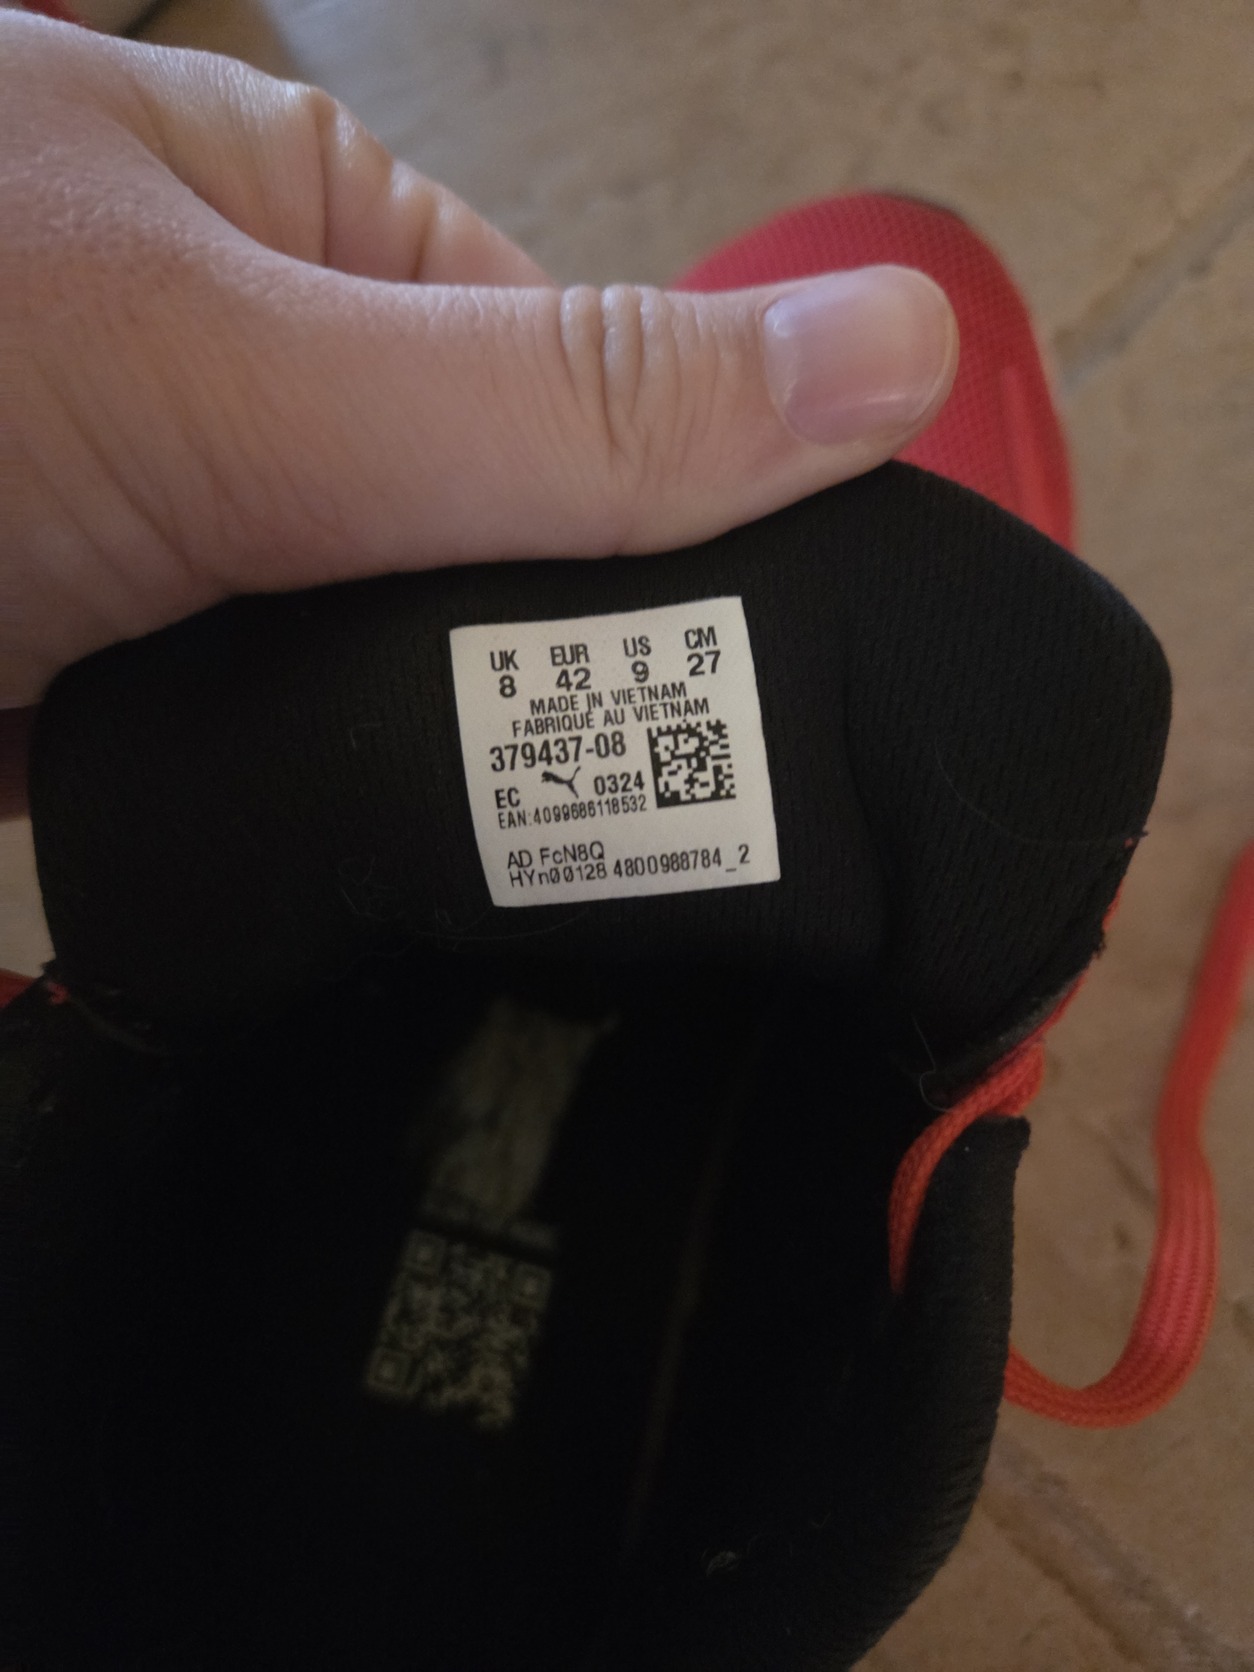 UK EUR US CM
8 42 9 27
MADE IN VIETNAM
FABRIQUÉ AU VIETNAM
379437-08
EC 0324
EAN:4099686118532
AD FcN8Q
HYn00128 4800988784_2